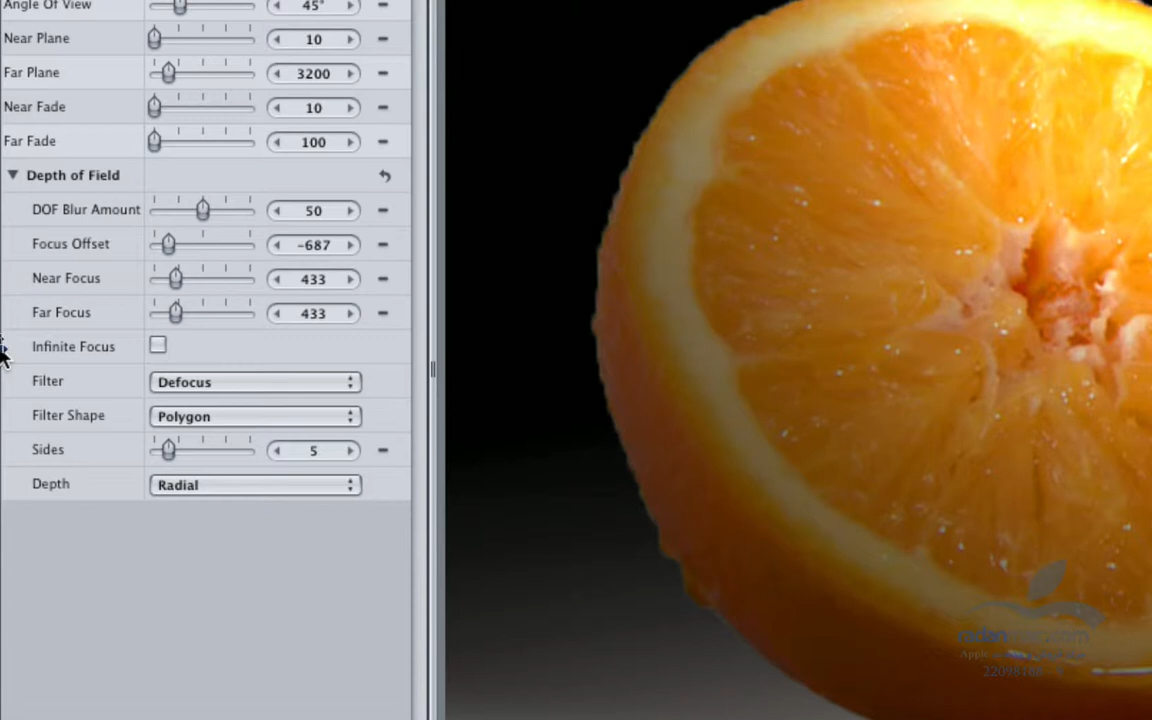 Angle Of View 45°
Near Plane 10
Far Plane 3200
Near Fade 10
Far Fade 100
Depth of Field
DOF Blur Amount 50
Focus Offset -687
Near Focus 433
Far Focus 433
Infinite Focus
Filter Defocus
Filter Shape Polygon
Sides 5
Depth Radial
.com
Apple